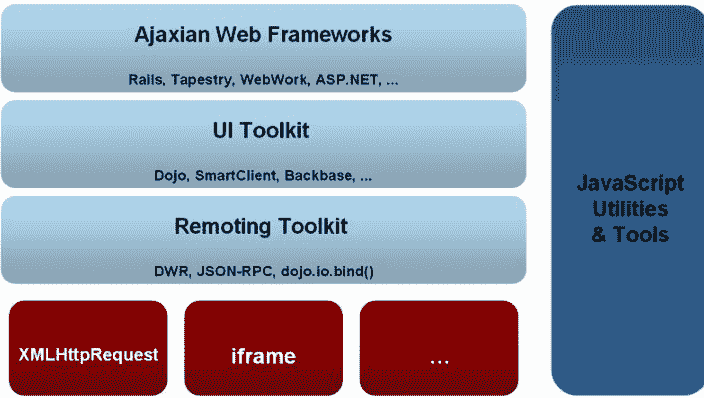 Ajaxian Web Frameworks
Rails, Tapestry, WebWork, ASP.NET, ...
UI Toolkit
Dojo, SmartClient, Backbase, ...
Remoting Toolkit
DWR, JSON-RPC, dojo.io.bind()
XMLHttpRequest
iframe
...
JavaScript
Utilities
& Tools